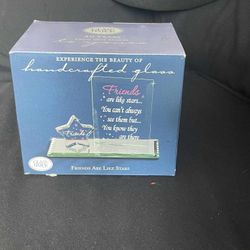 EXPERIENCE THE BEAUTY OF
handcrafted glass
Friends
are like stars...
You can't always
see them but...
You know they
are there
Friends
FRIENDS ARE LIKE STARS